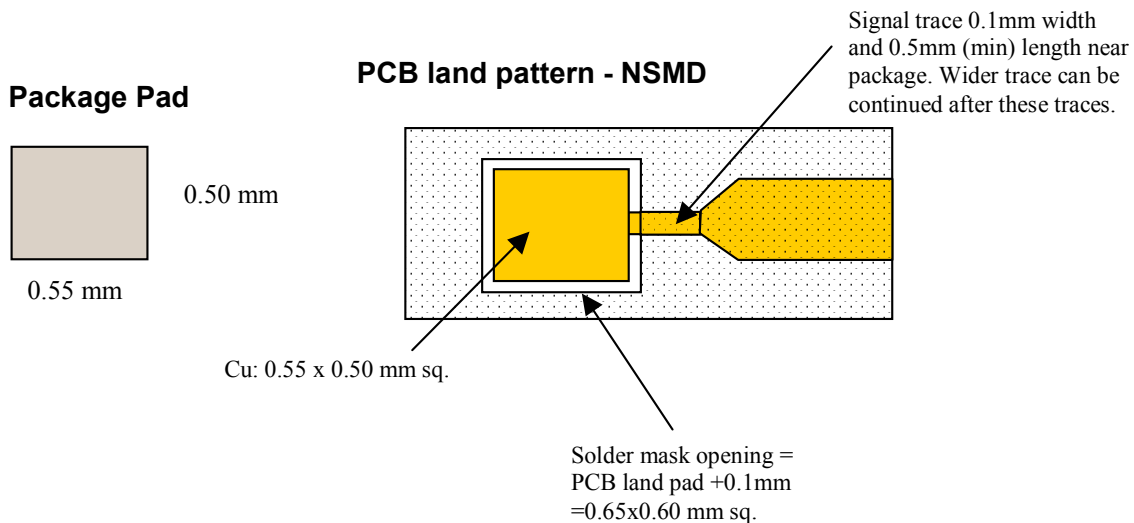 Signal trace 0.1mm width
and 0.5mm (min) length near
package. Wider trace can be
continued after these traces.
PCB land pattern - NSMD
Package Pad
0.50 mm
0.55 mm
Cu: 0.55 x 0.50 mm sq.
Solder mask opening =
PCB land pad +0.1mm
=0.65x0.60 mm sq.